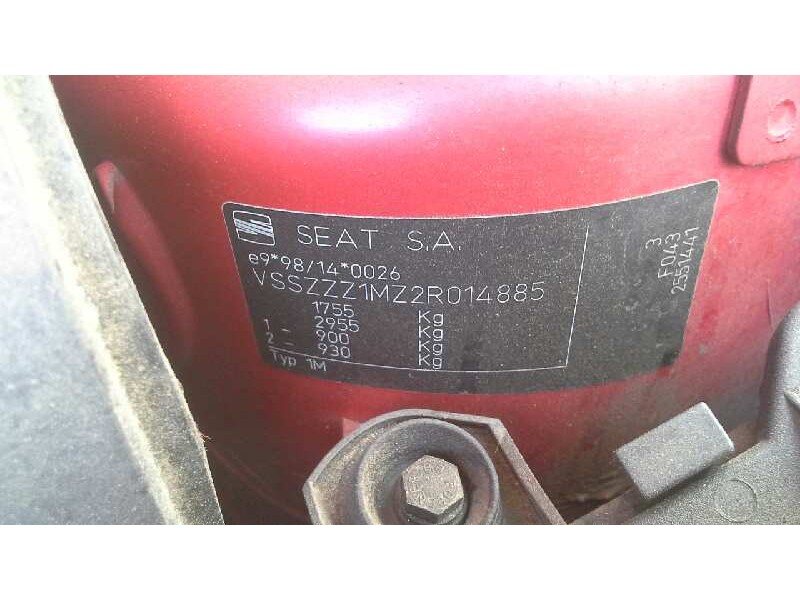 SEAT S.A.
e9*98/14*0026
VSSZZZ1MZ2R014885
1755 Kg
2955 Kg
1 - 900 Kg
2 - 930 Kg
Typ 1M
3
F043
2551441